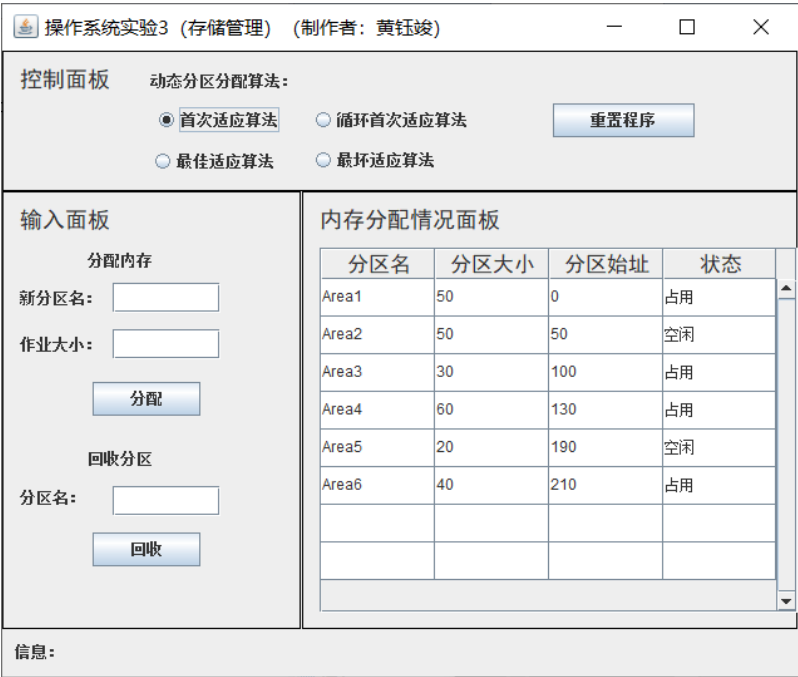 操作系统实验3（存储管理）（制作者：黄钰竣）
控制面板
动态分区分配算法：
首次适应算法 循环首次适应算法 重置程序
最佳适应算法 最坏适应算法
输入面板
分配内存
新分区名：
作业大小：
分配
回收分区
分区名：
回收
内存分配情况面板
分区名 分区大小 分区始址 状态
Area1 50 0 占用
Area2 50 50 空闲
Area3 30 100 占用
Area4 60 130 占用
Area5 20 190 空闲
Area6 40 210 占用
信息：